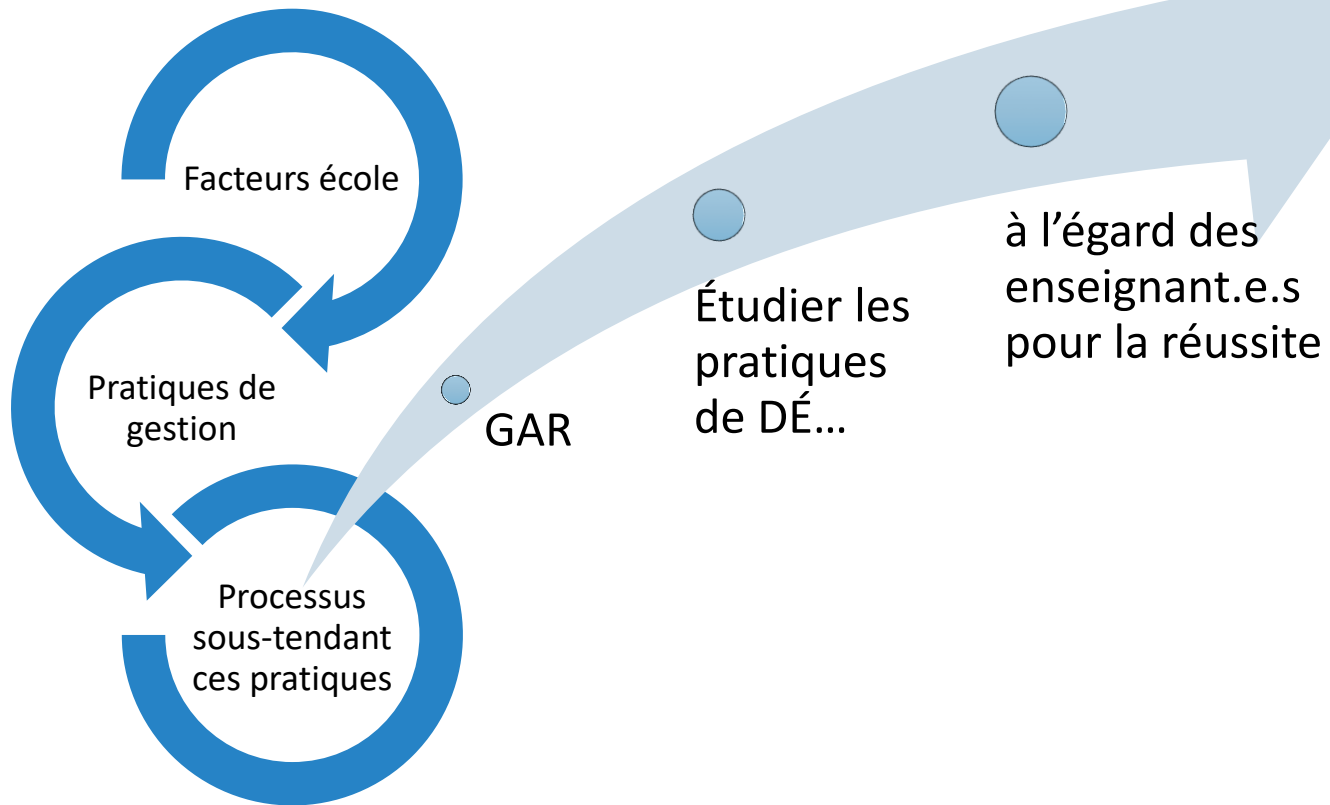 Facteurs école
Pratiques de
gestion
Processus
sous-tendant
ces pratiques
GAR
Étudier les
pratiques
de DÉ…
à l’égard des
enseignant.e.s
pour la réussite